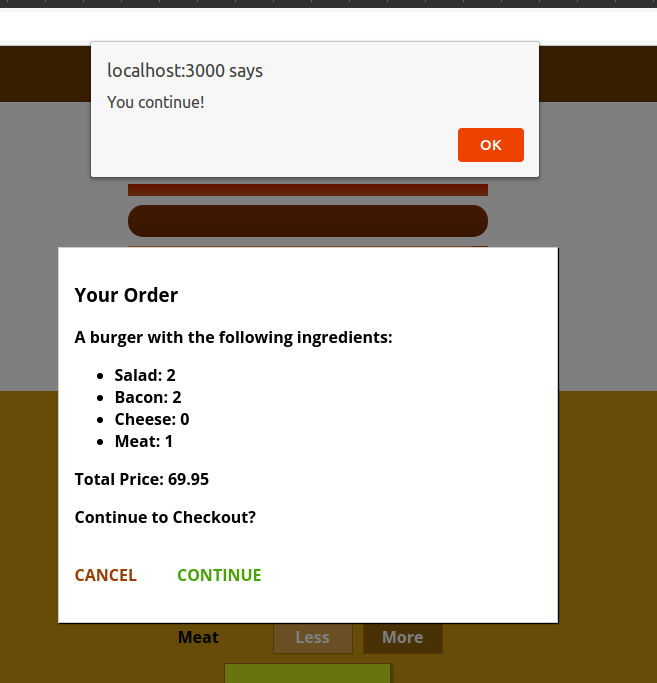 localhost:3000 says
You continue!
OK
Your Order
A burger with the following ingredients:
Salad: 2
Bacon: 2
Cheese: 0
Meat: 1
Total Price: 69.95
Continue to Checkout?
CANCEL CONTINUE
Meat Less More